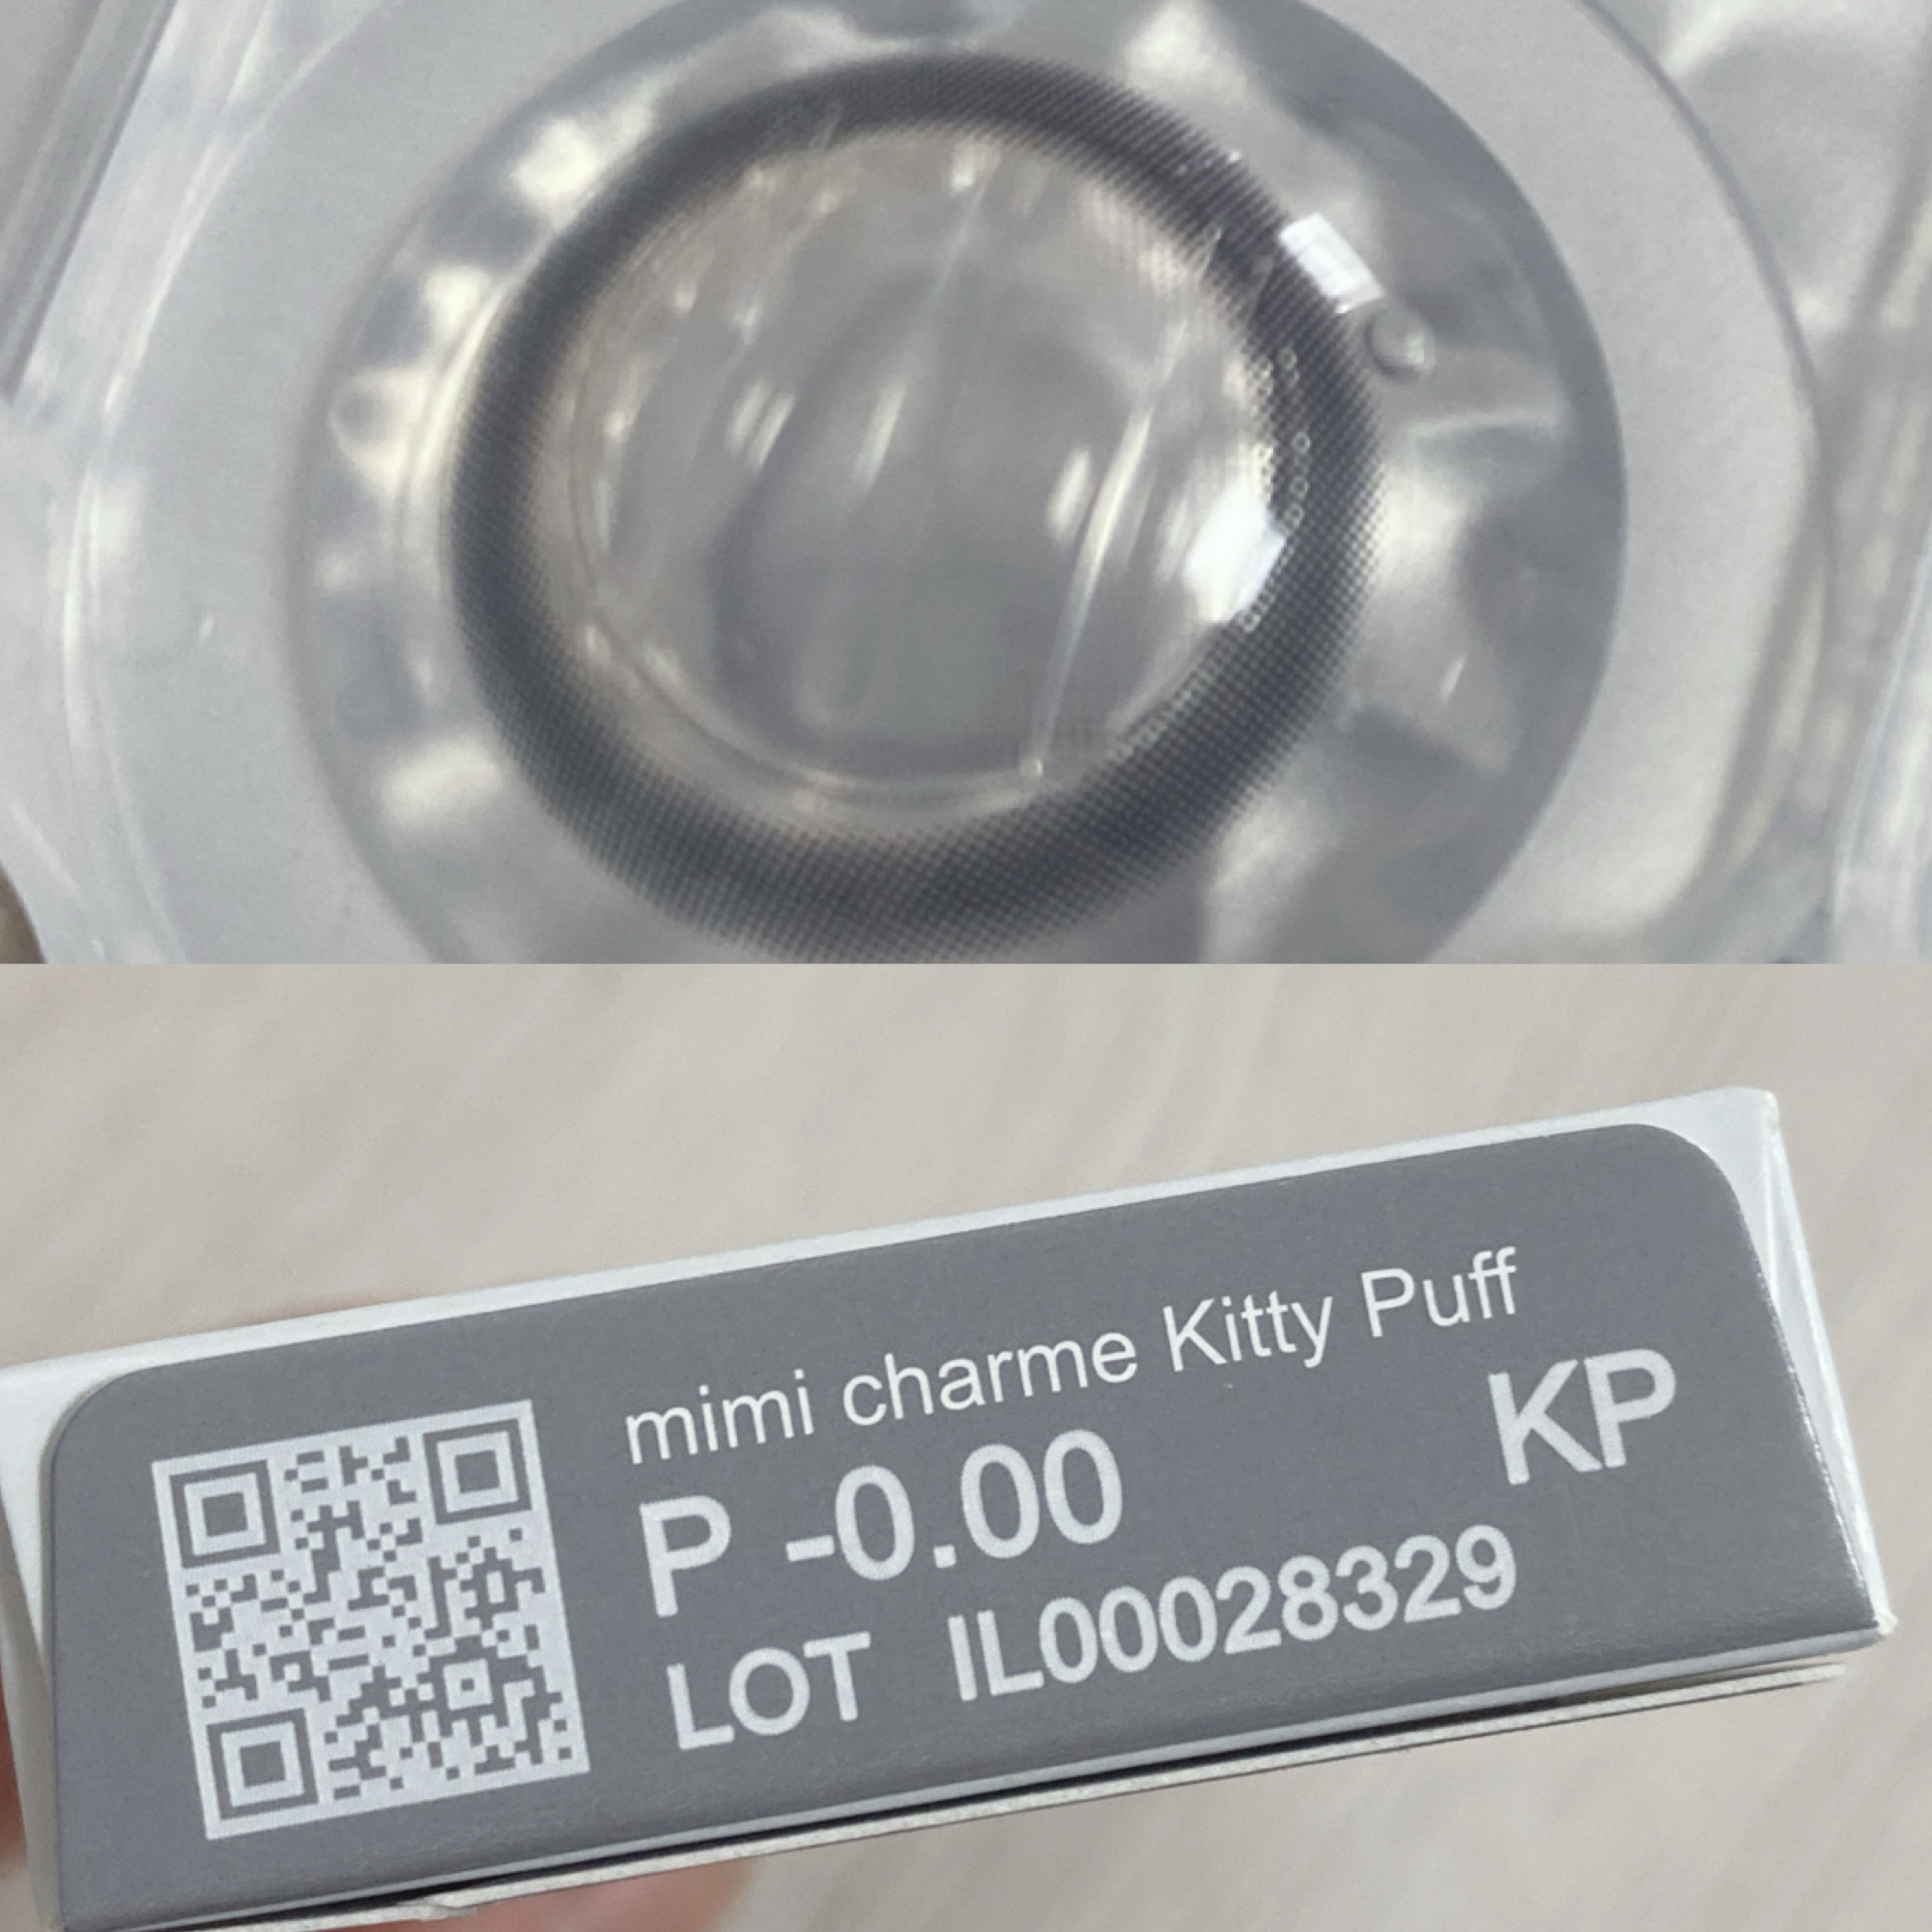 mimi charme Kitty Puff
P -0.00 KP
LOT IL00028329